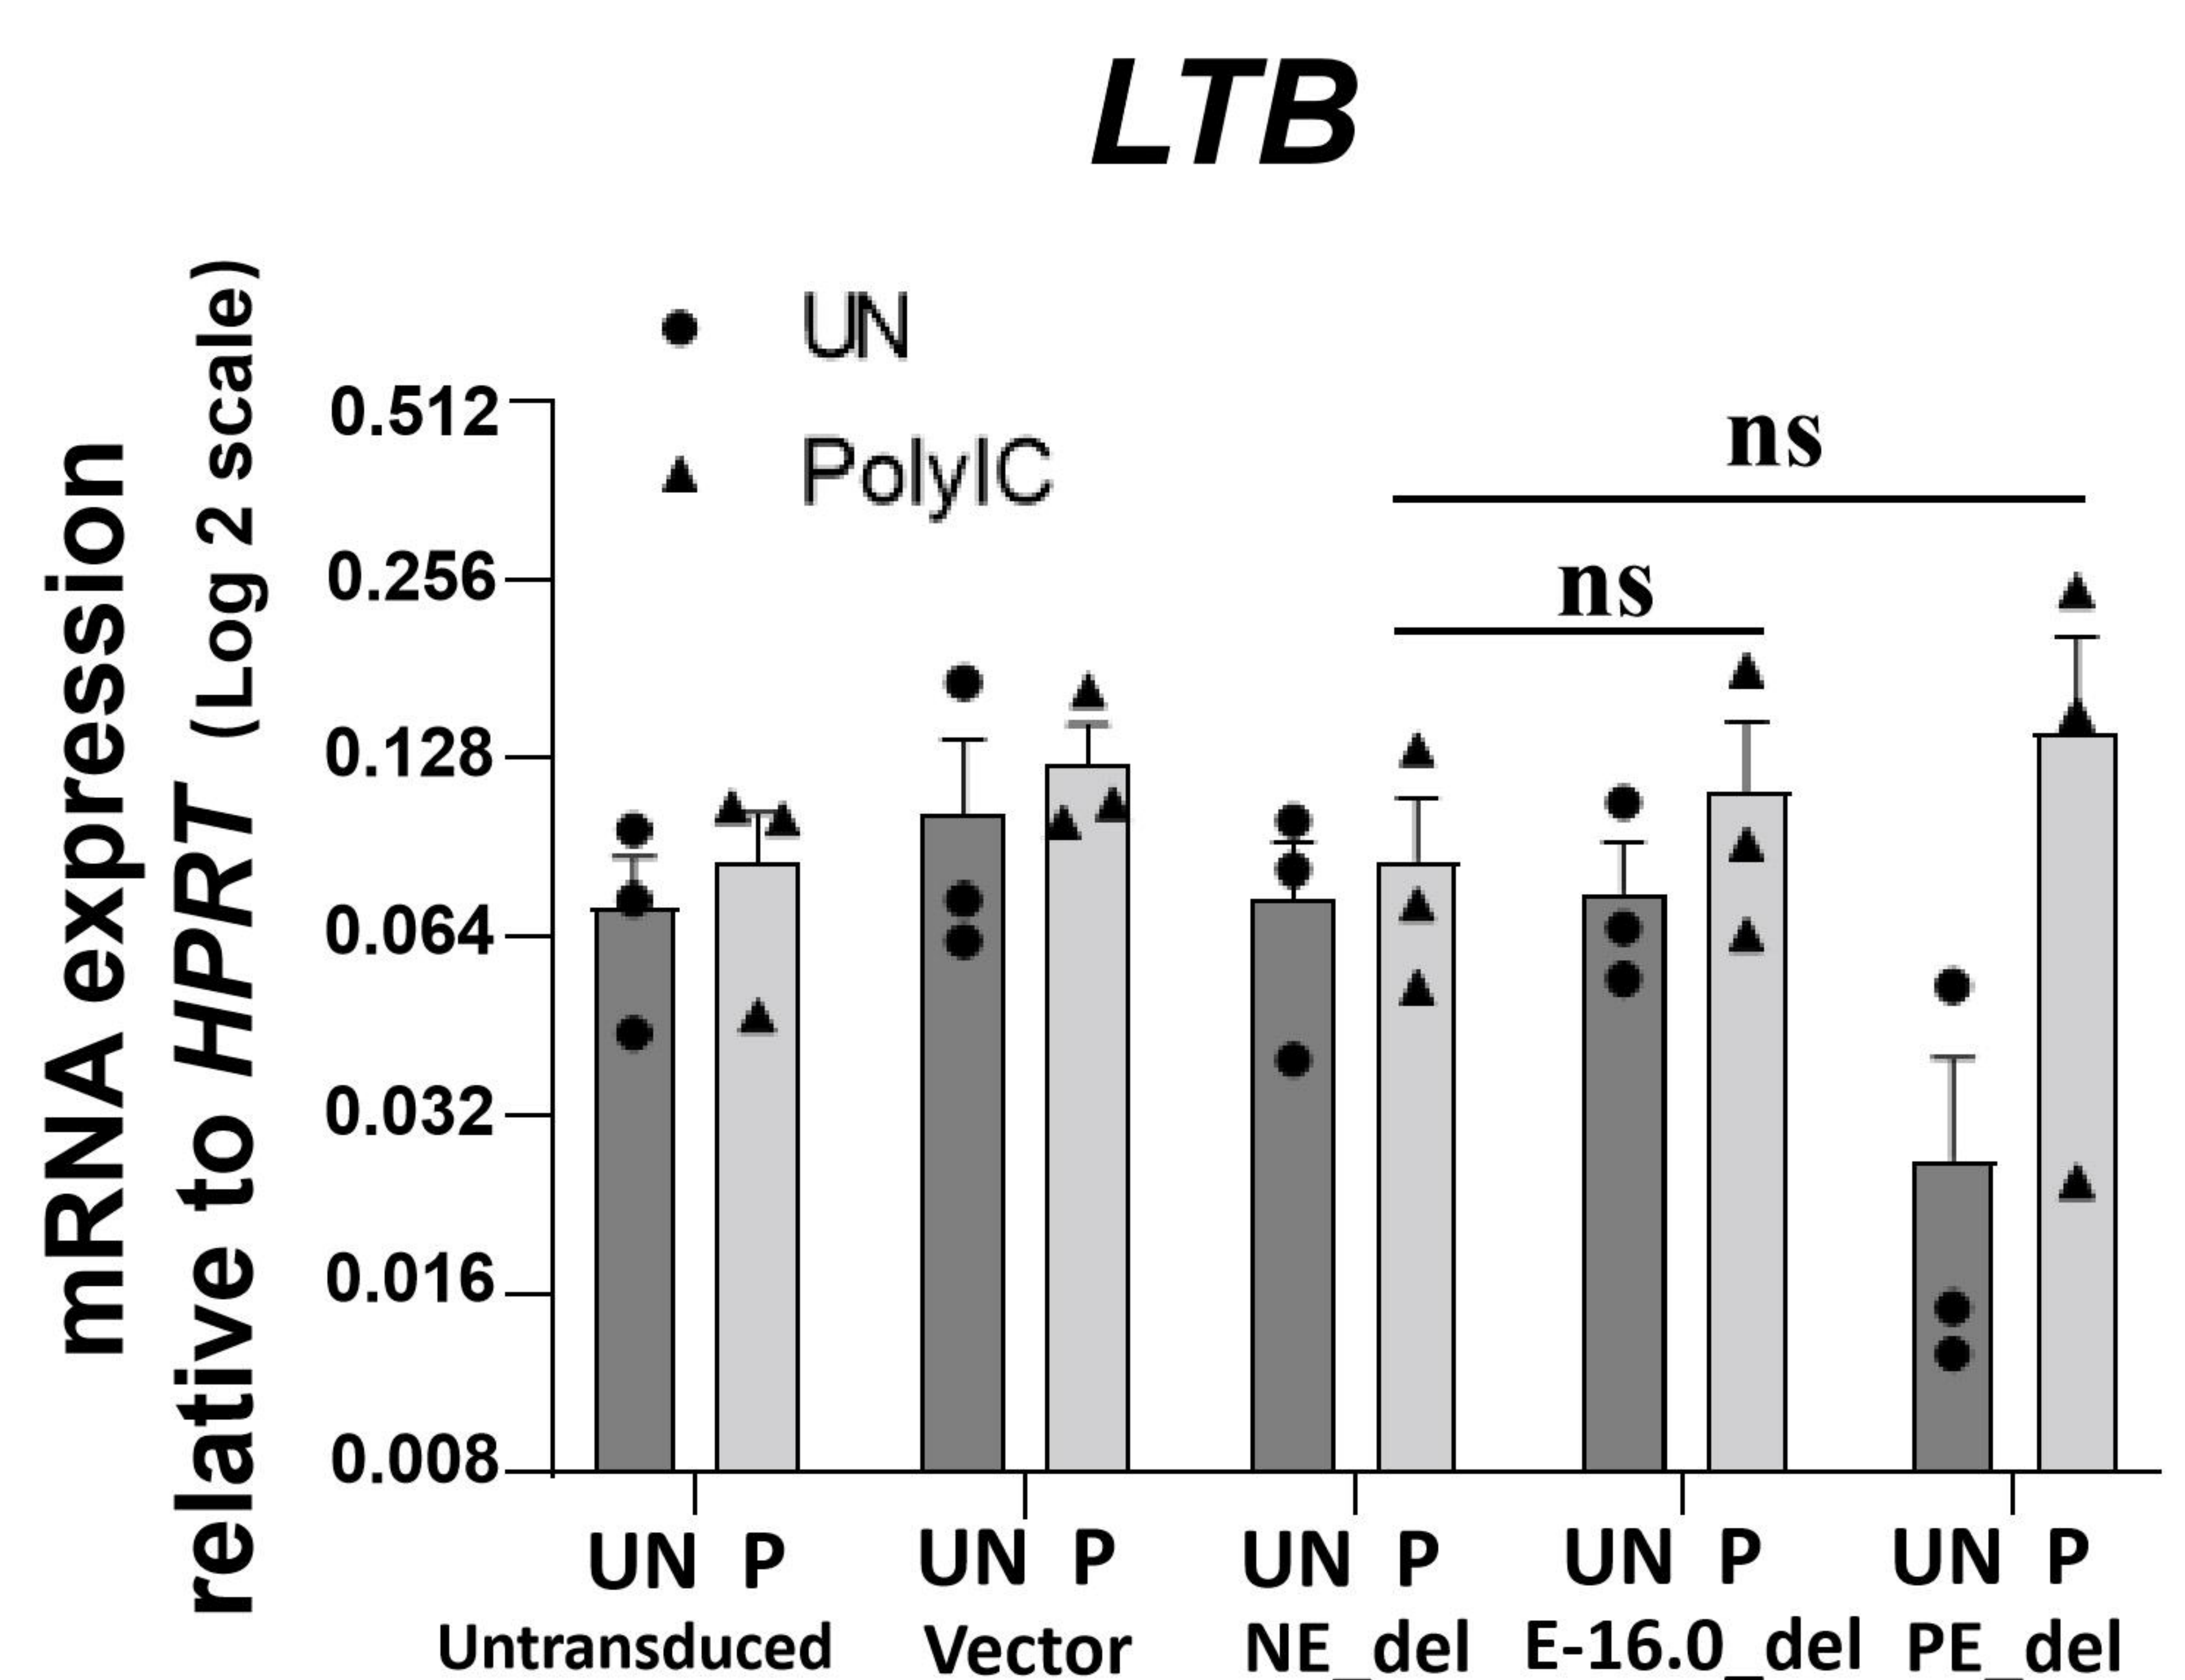 LTB
mRNA expression
relative to HPRT (Log 2 scale)
UN
PolyIC
0.512
0.256
0.128
0.064
0.032
0.016
0.008
ns
ns
UN P UN P UN P UN P UN P
Untransduced Vector NE_del E-16.0_del PE_del